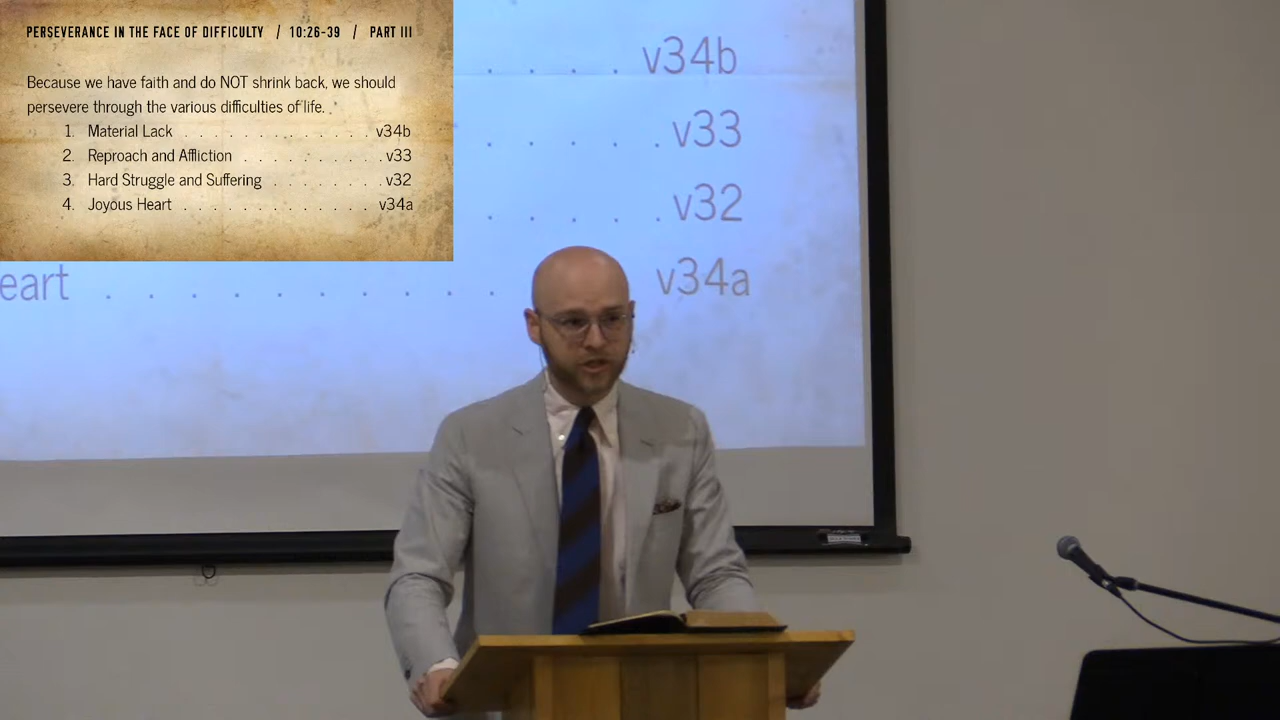 PERSEVERANCE IN THE FACE OF DIFFICULTY / 10:26-39 / PART III
Because we have faith and do NOT shrink back, we should
persevere through the various difficulties of life.
1. Material Lack . . . . . . . . . . . . . v34b
2. Reproach and Affliction . . . . . . . . . v33
3. Hard Struggle and Suffering . . . . . . . v32
4. Joyous Heart . . . . . . . . . . . . . v34a
. . . . v34b
. . . . . v33
. . . . . v32
eart . . . . . . . . . . v34a